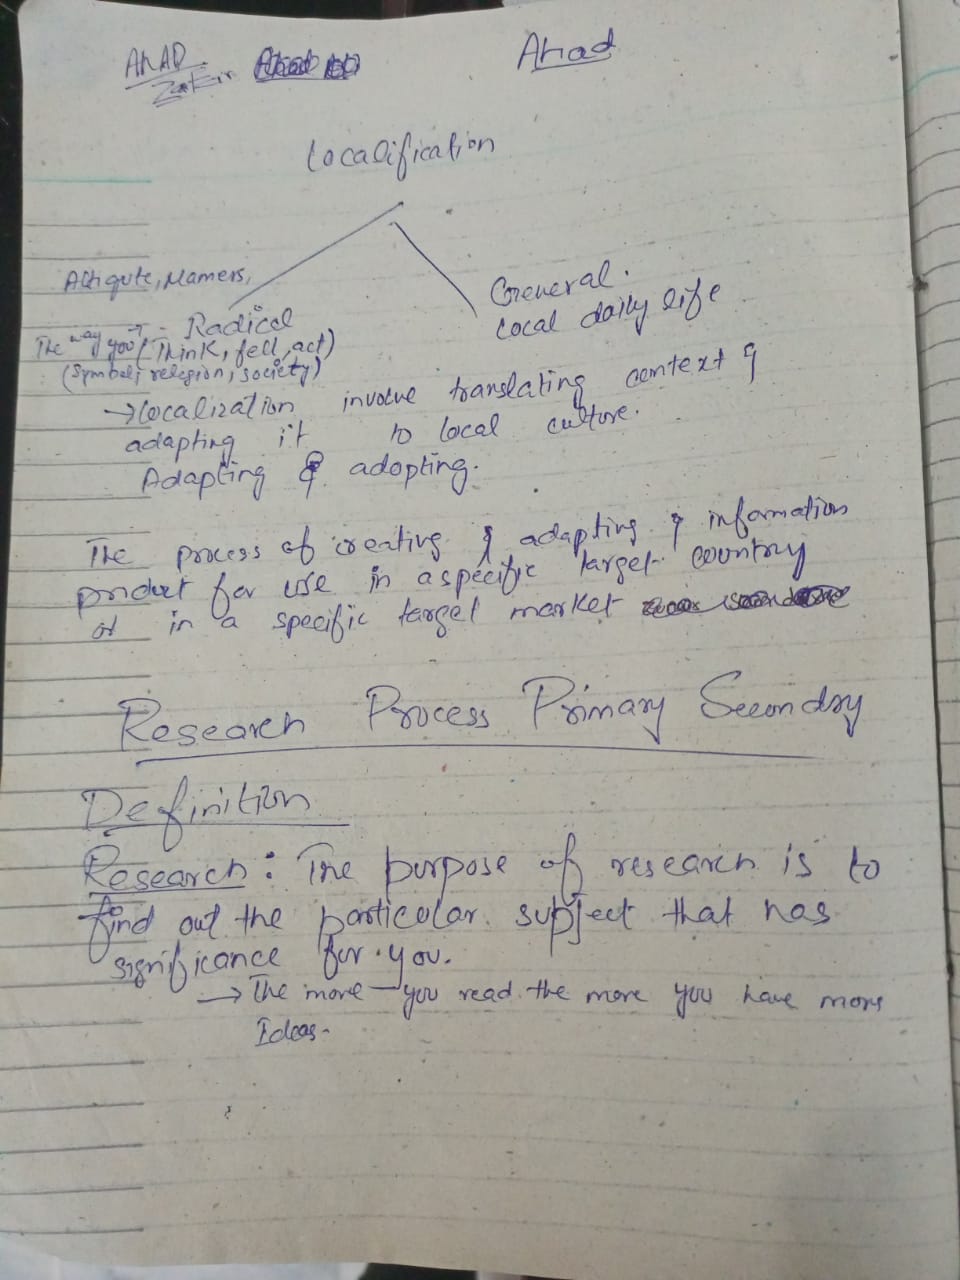 AHAD Ahad
Zakir
Localification
Attiqute, Mamers,
General.
Local daily life
Radical
The way you (Think, fell, act)
(Symbol, religion, society)
→ Localization involve translating context &
adapting it to local culture.
Adapting & adopting.
The process of creating & adapting & information
product for use in a specific target country
or in a specific target market
Research Process Primary Secondry
Definition
Research: The purpose of research is to
find out the particular subject that has
significance for you.
→ The more you read the more you have more
Ideas.